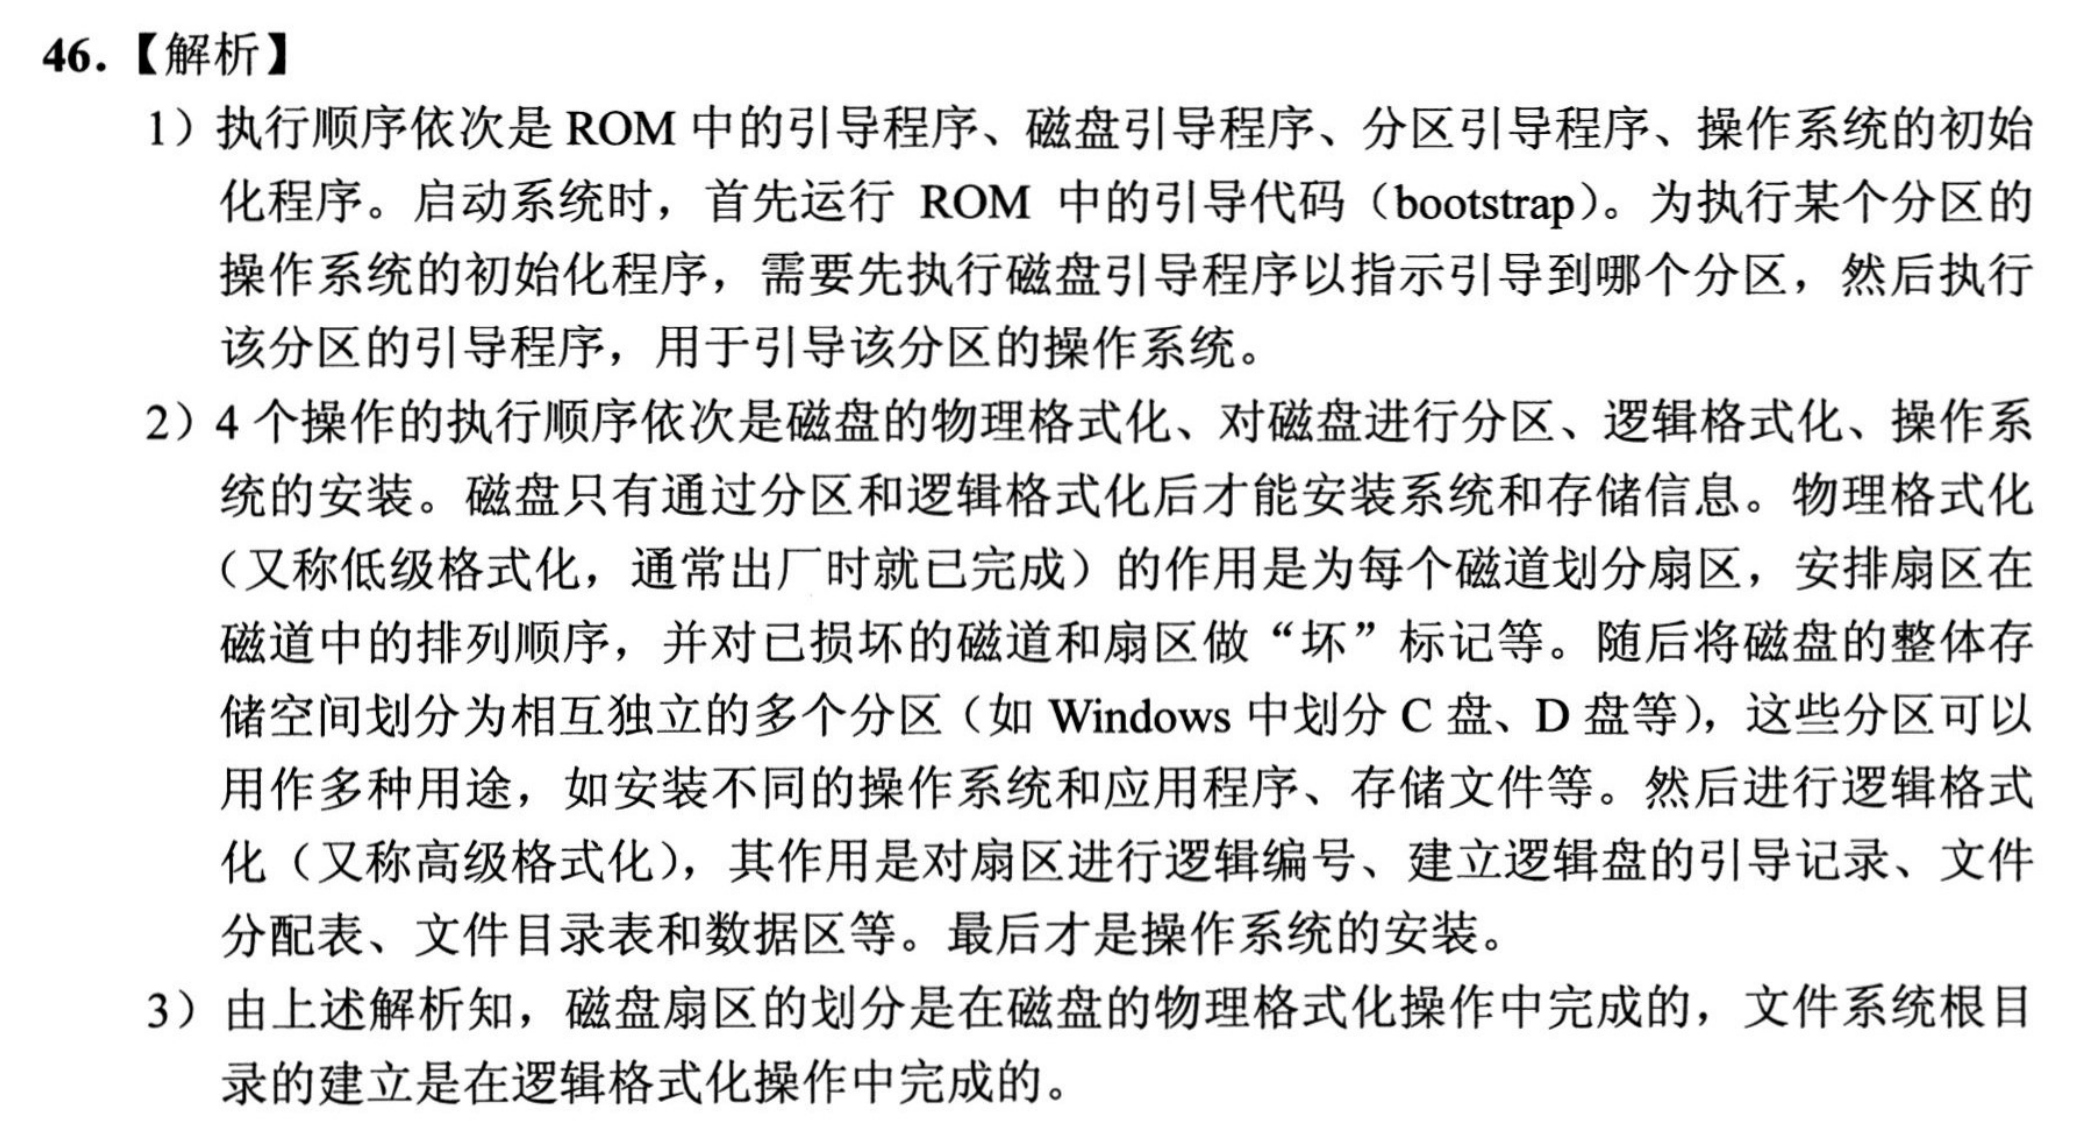 46.【解析】
1）执行顺序依次是 ROM 中的引导程序、磁盘引导程序、分区引导程序、操作系统的初始
化程序。启动系统时，首先运行 ROM 中的引导代码（bootstrap）。为执行某个分区的
操作系统的初始化程序，需要先执行磁盘引导程序以指示引导到哪个分区，然后执行
该分区的引导程序，用于引导该分区的操作系统。
2）4 个操作的执行顺序依次是磁盘的物理格式化、对磁盘进行分区、逻辑格式化、操作系
统的安装。磁盘只有通过分区和逻辑格式化后才能安装系统和存储信息。物理格式化
（又称低级格式化，通常出厂时就已完成）的作用是为每个磁道划分扇区，安排扇区在
磁道中的排列顺序，并对已损坏的磁道和扇区做“坏”标记等。随后将磁盘的整体存
储空间划分为相互独立的多个分区（如 Windows 中划分 C 盘、D 盘等），这些分区可以
用作多种用途，如安装不同的操作系统和应用程序、存储文件等。然后进行逻辑格式
化（又称高级格式化），其作用是对扇区进行逻辑编号、建立逻辑盘的引导记录、文件
分配表、文件目录表和数据区等。最后才是操作系统的安装。
3）由上述解析知，磁盘扇区的划分是在磁盘的物理格式化操作中完成的，文件系统根目
录的建立是在逻辑格式化操作中完成的。